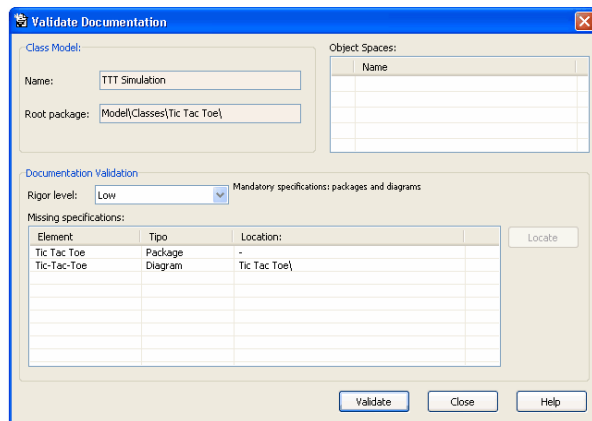 Validate Documentation
Class Model:
Name: TTT Simulation
Root package: Model\Classes\Tic Tac Toe\
Object Spaces:
Name
Documentation Validation
Rigor level: Low Mandatory specifications: packages and diagrams
Missing specifications:
Element Tipo Location:
Tic Tac Toe Package -
Tic-Tac-Toe Diagram Tic Tac Toe\
Locate
Validate Close Help